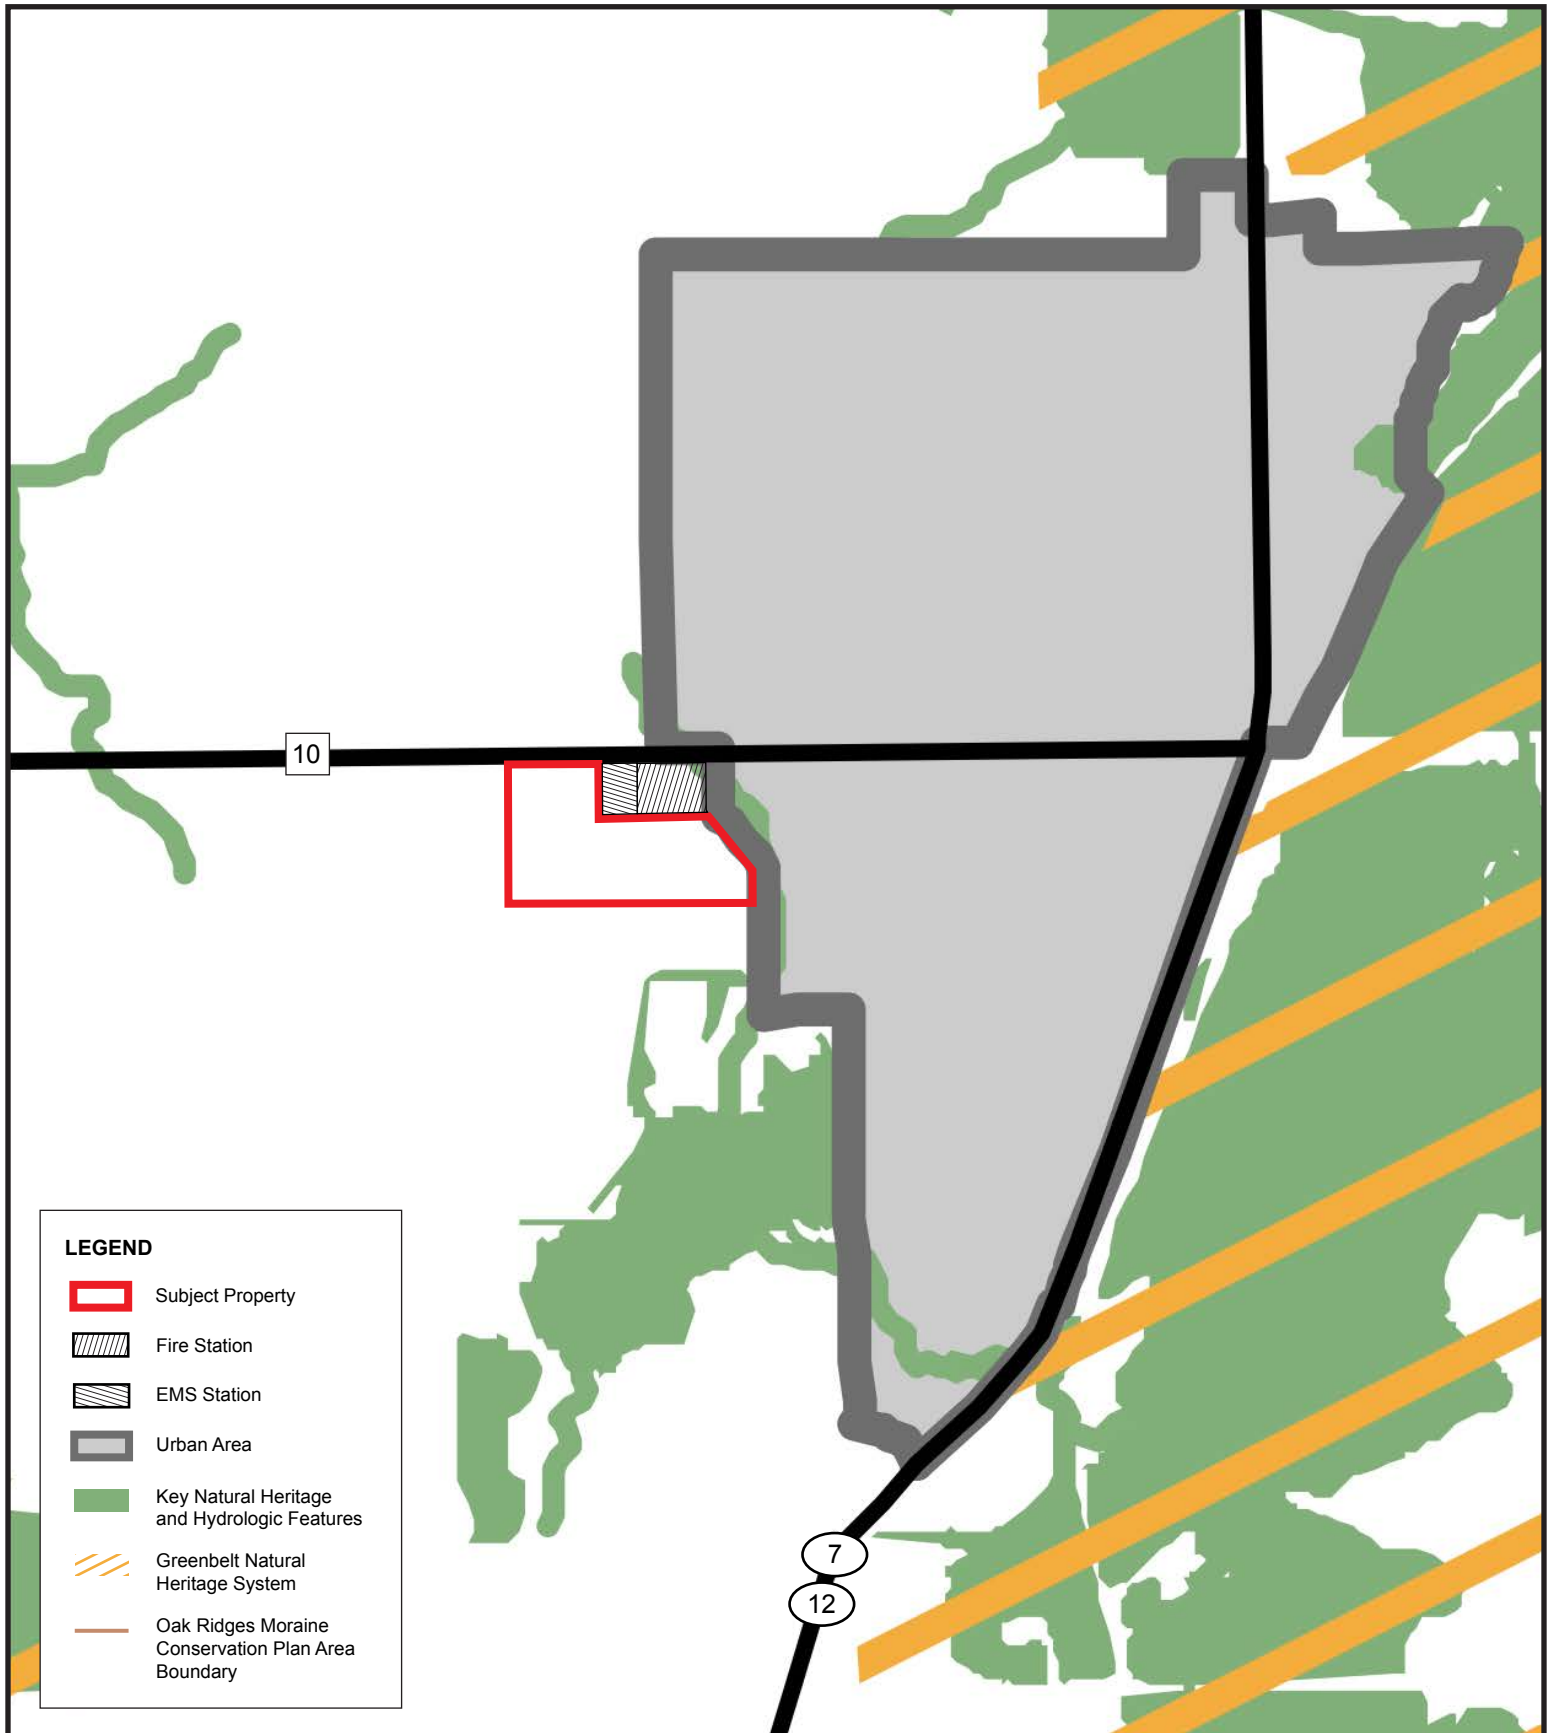 10
LEGEND
Subject Property
Fire Station
EMS Station
Urban Area
Key Natural Heritage
and Hydrologic Features
Greenbelt Natural
Heritage System
Oak Ridges Moraine
Conservation Plan Area
Boundary
7
12